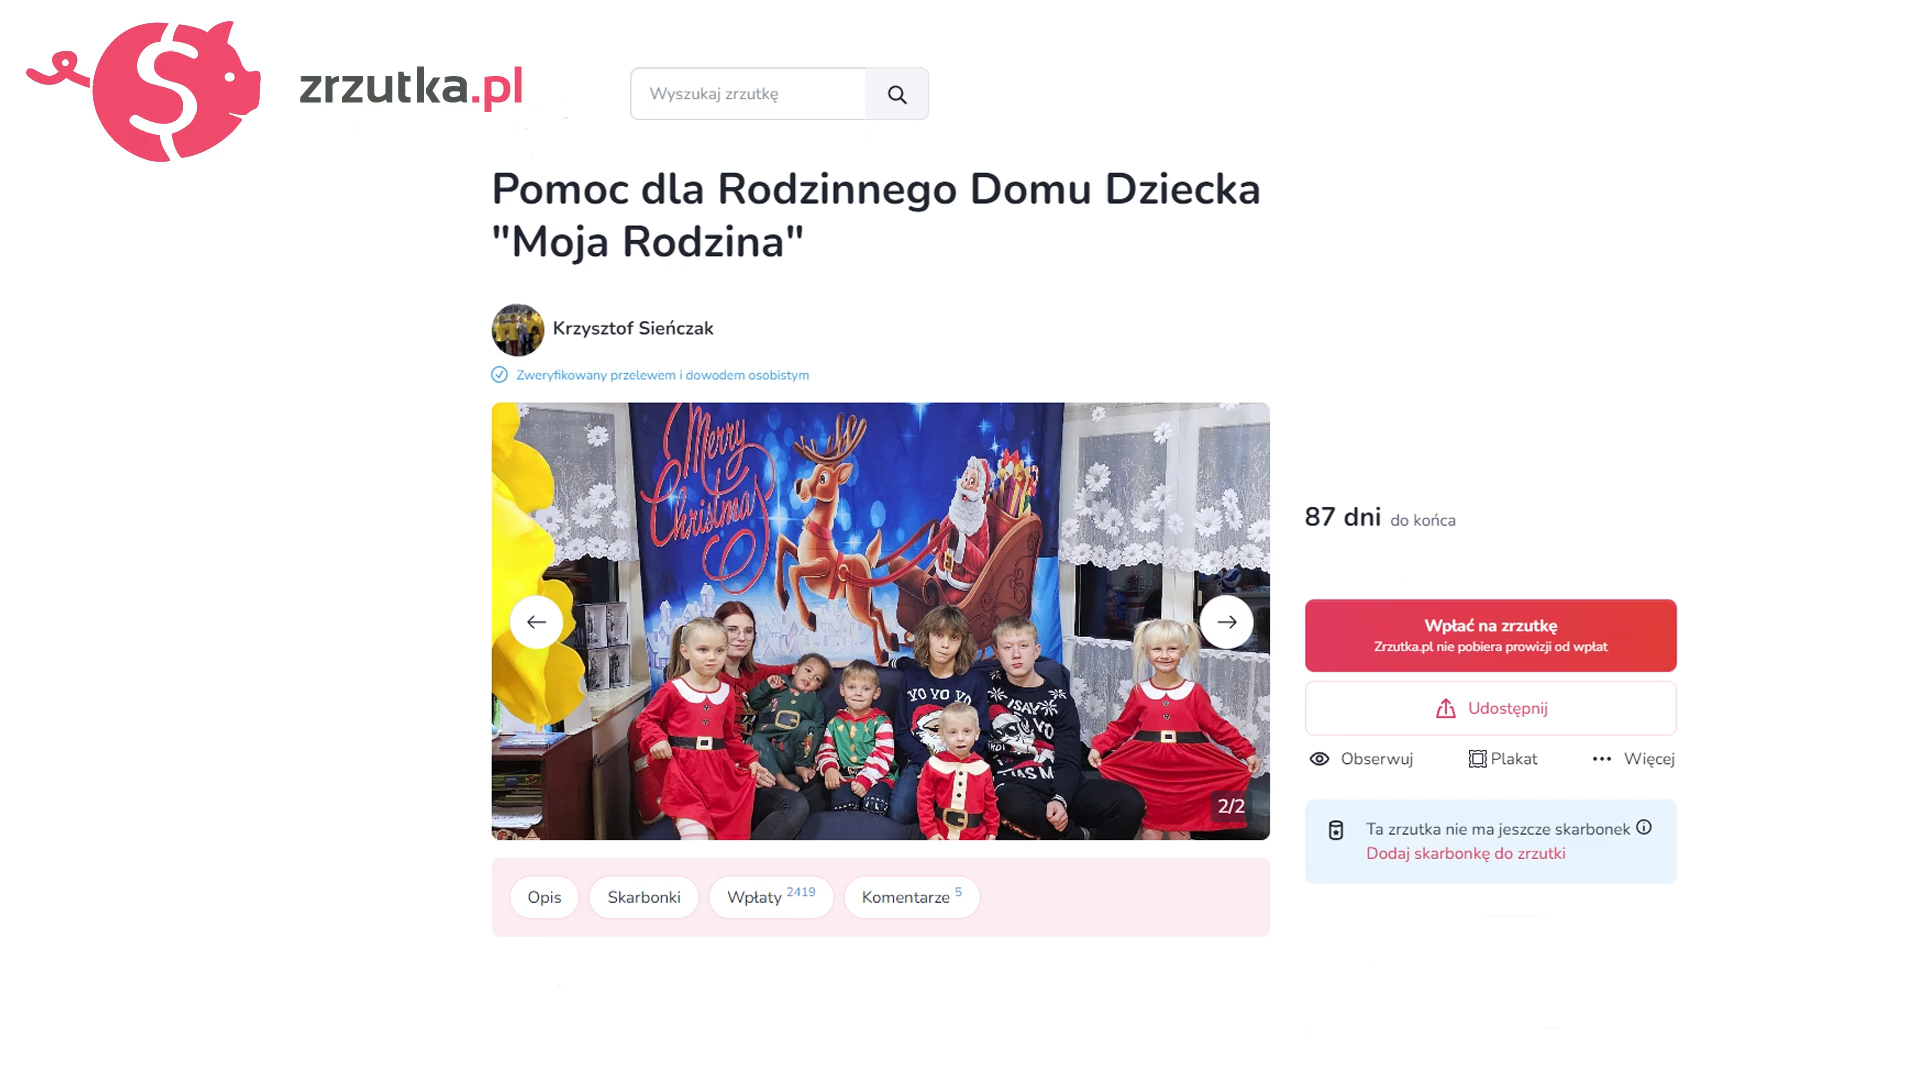 zrzutka.pl
Wyszukaj zrzutkę
Pomoc dla Rodzinnego Domu Dziecka
"Moja Rodzina"
Krzysztof Sieńczak
Zweryfikowany przelewem i dowodem osobistym
Merry
Christmas
YO YO YO
2/2
87 dni do końca
Wpłać na zrzutkę
Zrzutka.pl nie pobiera prowizji od wpłat
Udostępnij
Obserwuj
Plakat
Więcej
Ta zrzutka nie ma jeszcze skarbonek
Dodaj skarbonkę do zrzutki
Opis
Skarbonki
Wpłaty 2419
Komentarze 5